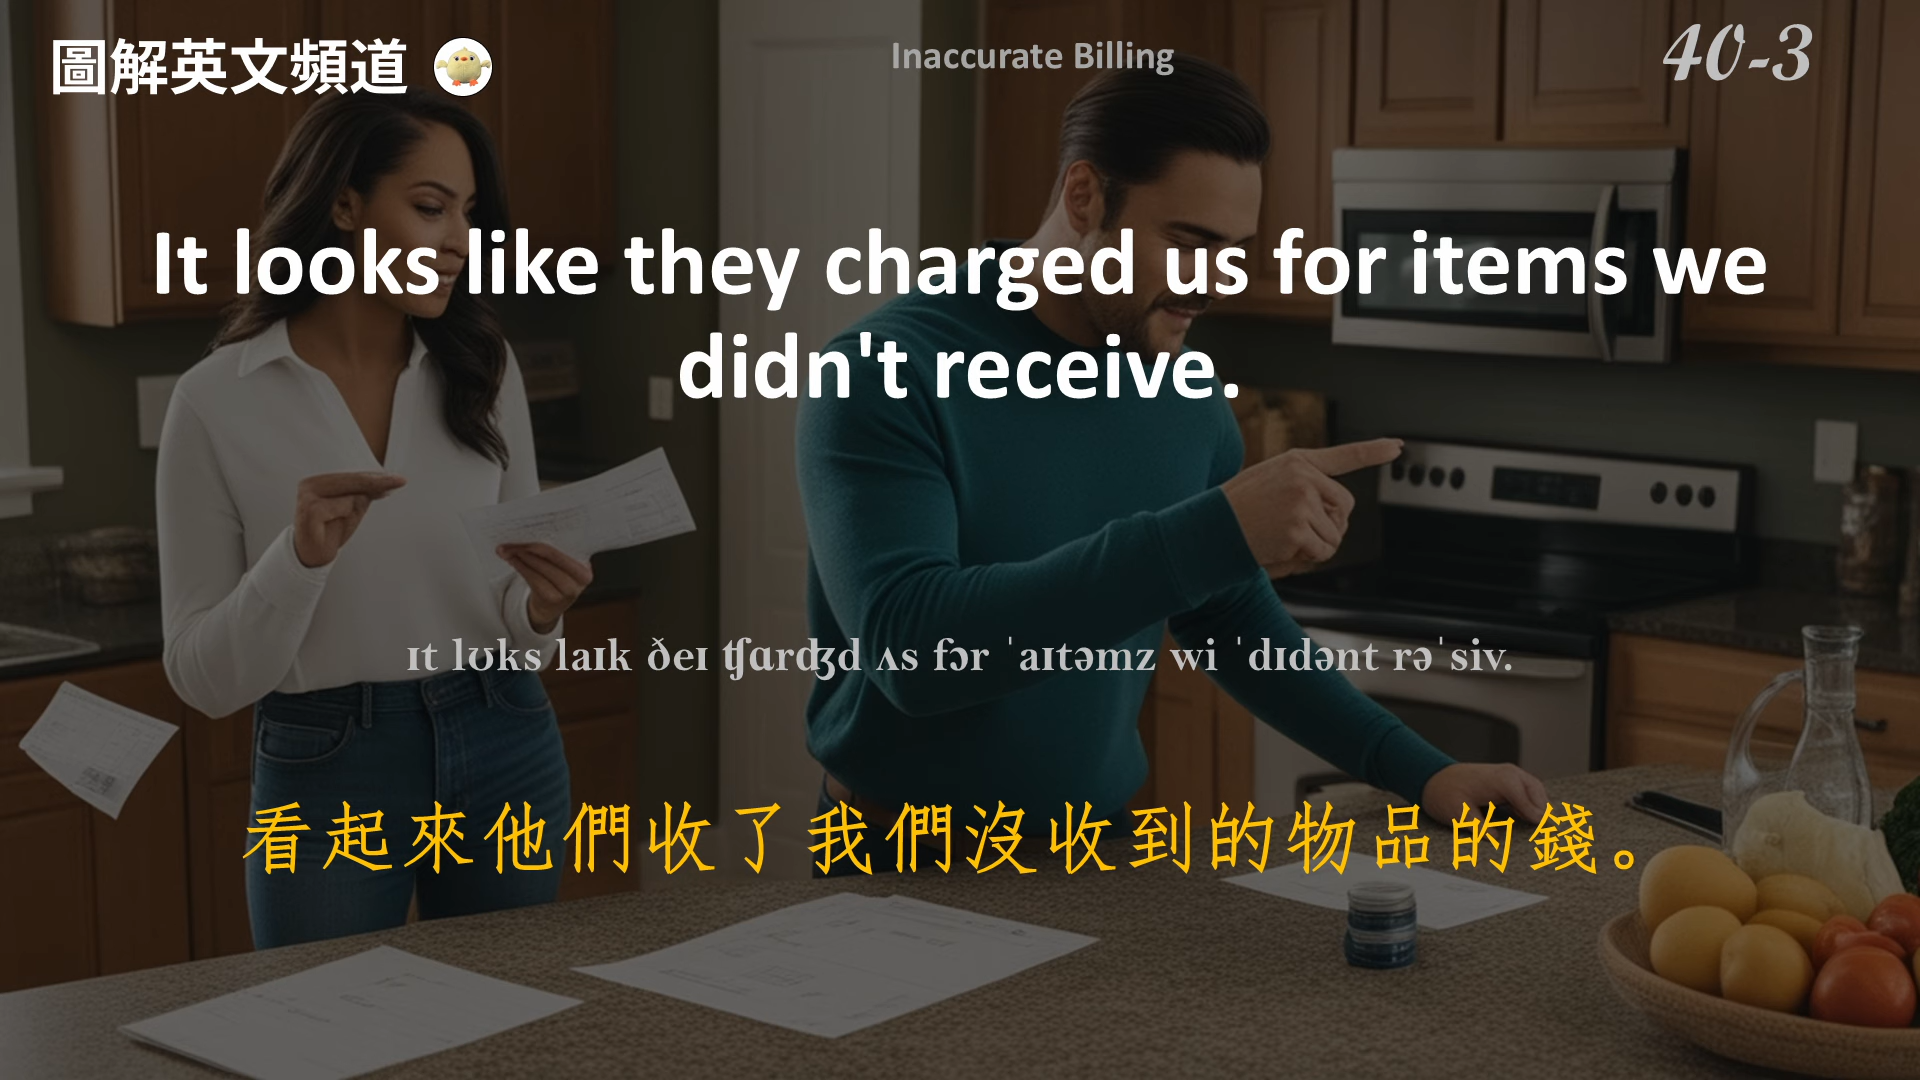 圖解英文頻道
Inaccurate Billing
40-3
It looks like they charged us for items we
didn't receive.
ɪt lʊks laɪk ðeɪ ʧɑrʤd ʌs fɔr ˈaɪtəmz wi ˈdɪdənt rəˈsiv.
看起來他們收了我們沒收到的物品的錢。